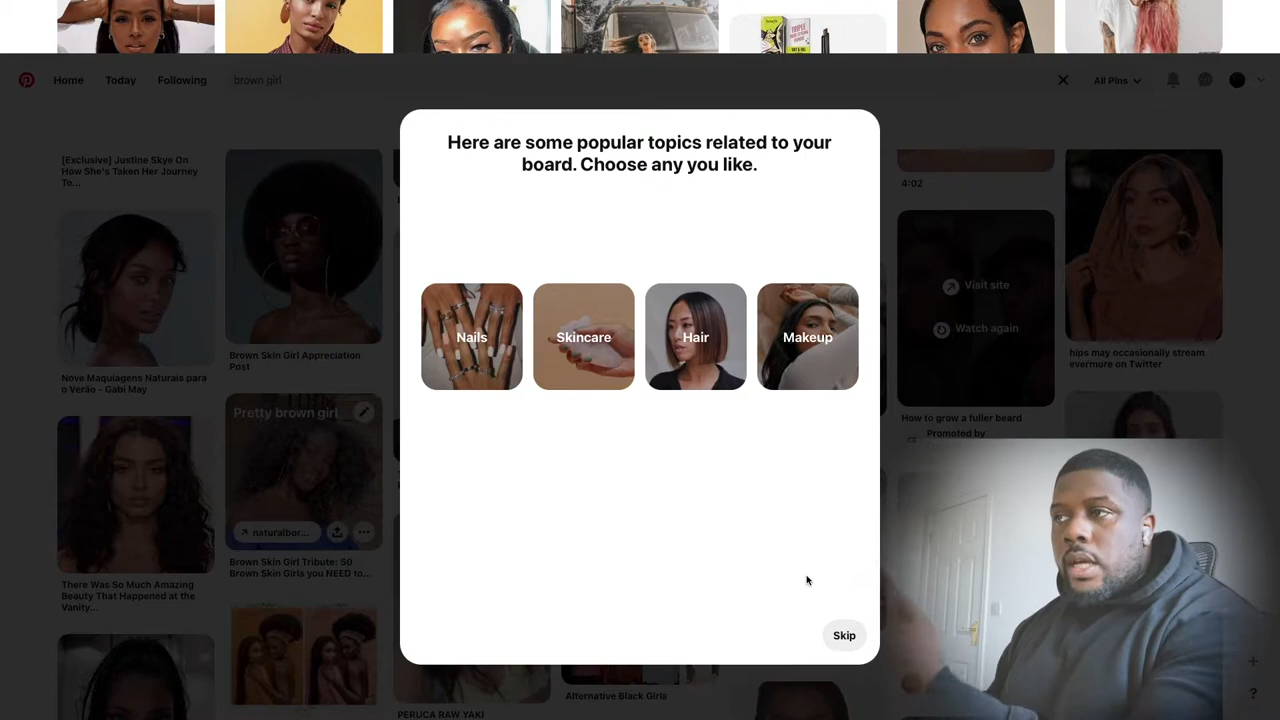 Home
Today
Following
brown girl
All Pins
Here are some popular topics related to your
board. Choose any you like.
Nails
Skincare
Hair
Makeup
Skip
[Exclusive] Justine Skye On
How She's Taken Her Journey
To...
Nove Maquiagens Naturais para
o Verão - Gabi May
There Was So Much Amazing
Beauty That Happened at the
Vanity...
Brown Skin Girl Appreciation
Post
Pretty brown girl
naturalbor...
Brown Skin Girl Tribute: 50
Brown Skin Girls you NEED to...
PERUCA RAW YAKI
Alternative Black Girls
4:02
Visit site
Watch again
How to grow a fuller beard
Promoted by
hips may occasionally stream
evermore on Twitter
?